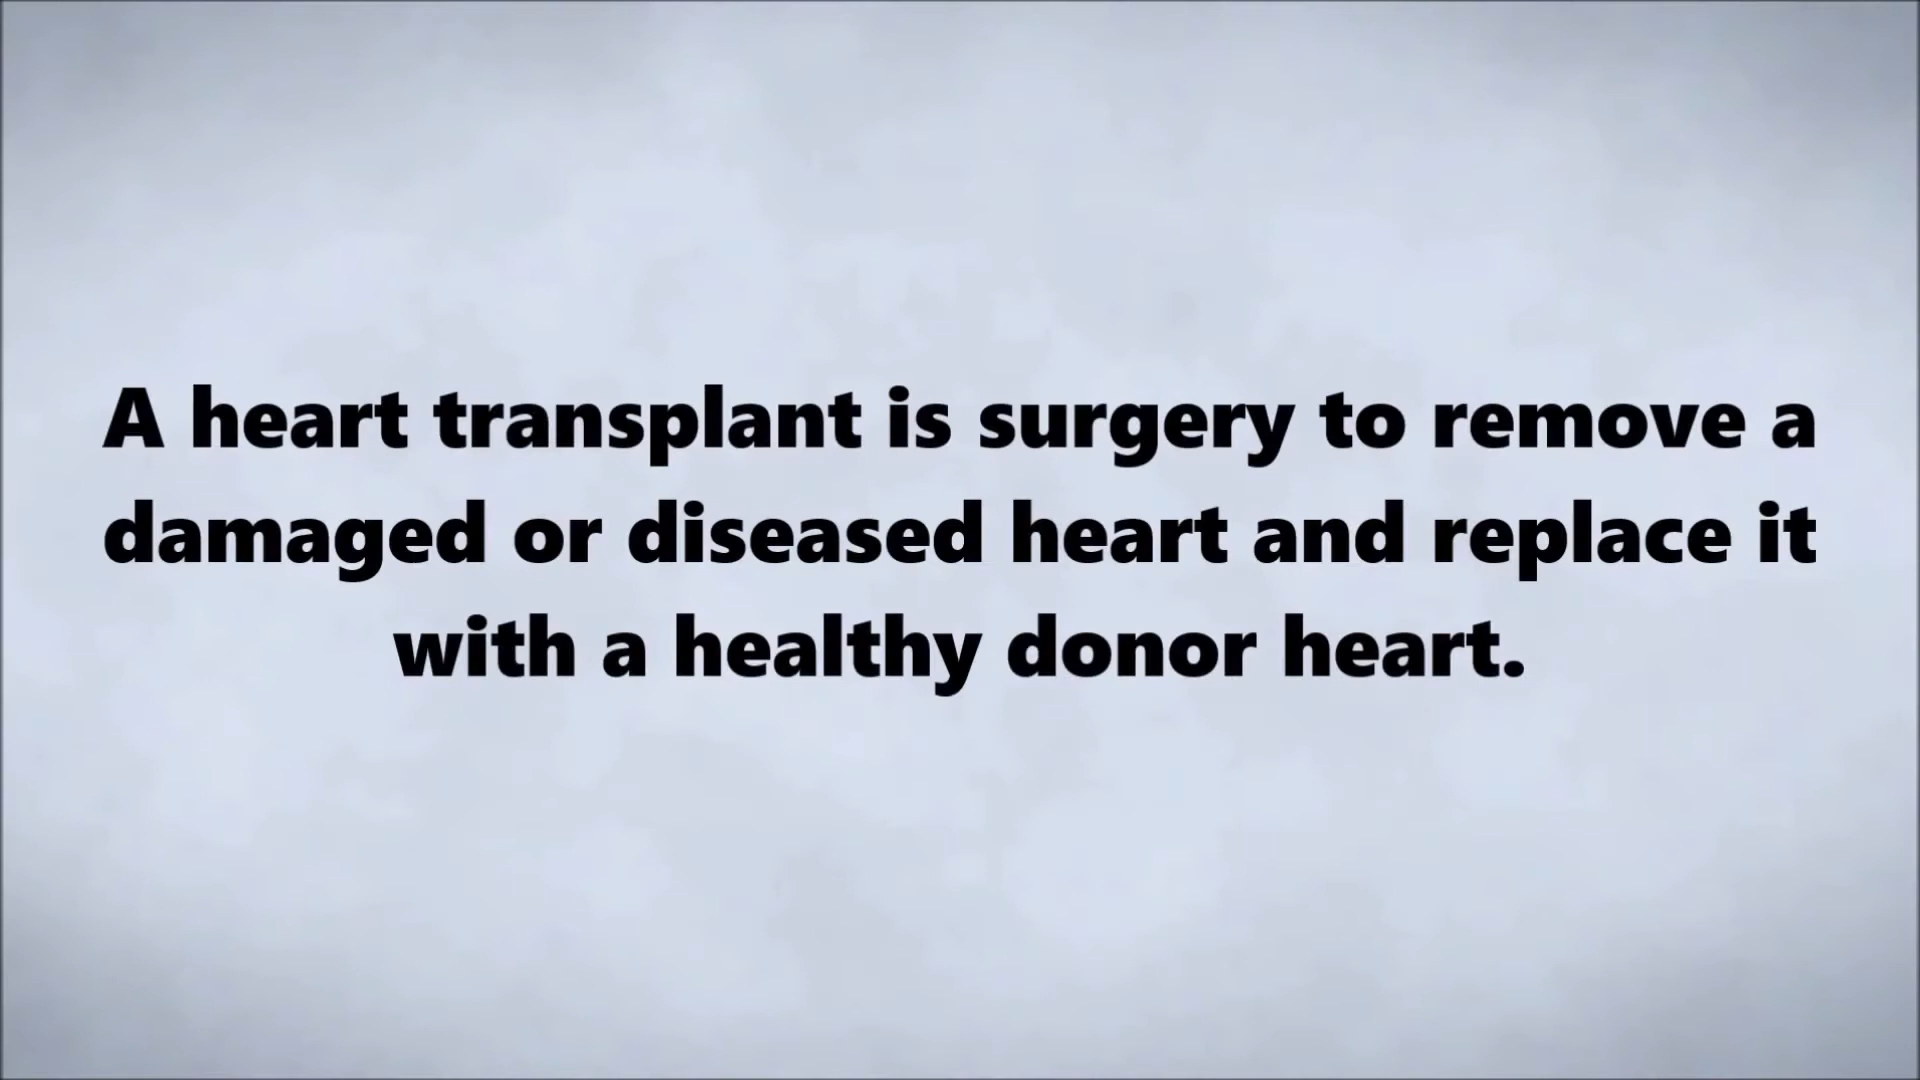 A heart transplant is surgery to remove a
damaged or diseased heart and replace it
with a healthy donor heart.